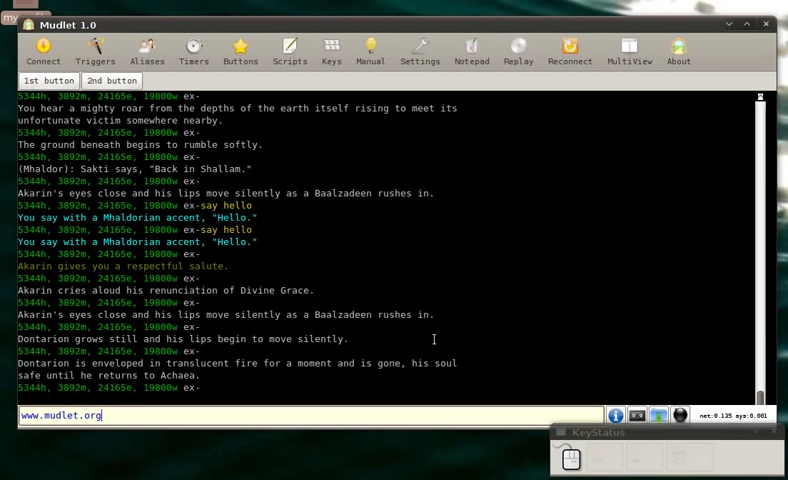 Mudlet 1.0
Connect Triggers Aliases Timers Buttons Scripts Keys Manual Settings Notepad Replay Reconnect MultiView About
1st button 2nd button
5344h, 3892m, 24165e, 19800w ex-
You hear a mighty roar from the depths of the earth itself rising to meet its
unfortunate victim somewhere nearby.
5344h, 3892m, 24165e, 19800w ex-
The ground beneath begins to rumble softly.
5344h, 3892m, 24165e, 19800w ex-
(Mhaldor): Sakti says, "Back in Shallam."
5344h, 3892m, 24165e, 19800w ex-
Akarin's eyes close and his lips move silently as a Baalzadeen rushes in.
5344h, 3892m, 24165e, 19800w ex-say hello
You say with a Mhaldorian accent, "Hello."
5344h, 3892m, 24165e, 19800w ex-say hello
You say with a Mhaldorian accent, "Hello."
5344h, 3892m, 24165e, 19800w ex-
Akarin gives you a respectful salute.
5344h, 3892m, 24165e, 19800w ex-
Akarin cries aloud his renunciation of Divine Grace.
5344h, 3892m, 24165e, 19800w ex-
Akarin's eyes close and his lips move silently as a Baalzadeen rushes in.
5344h, 3892m, 24165e, 19800w ex-
Dontarion grows still and his lips begin to move silently.
5344h, 3892m, 24165e, 19800w ex-
Dontarion is enveloped in translucent fire for a moment and is gone, his soul
safe until he returns to Achaea.
5344h, 3892m, 24165e, 19800w ex-
www.mudlet.org
net:0.135 sys:0.001
KeyStatus